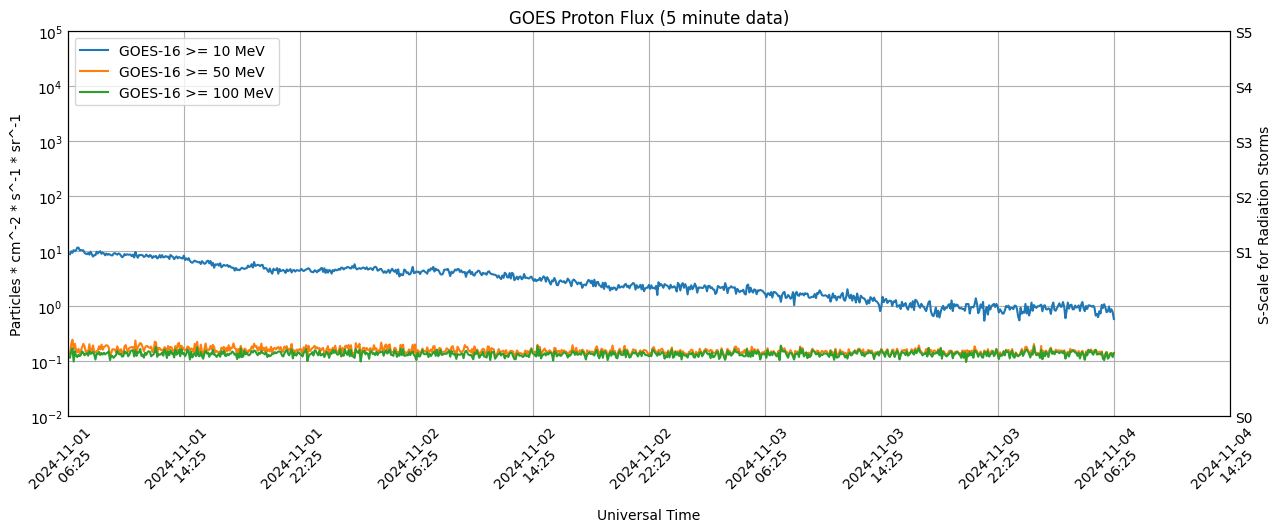 GOES Proton Flux (5 minute data)
GOES-16 >= 10 MeV
GOES-16 >= 50 MeV
GOES-16 >= 100 MeV
Particles * cm^-2 * s^-1 * sr^-1
10^5
10^4
10^3
10^2
10^1
10^0
10^-1
10^-2
S5
S4
S3
S2
S1
S0
S-Scale for Radiation Storms
2024-11-01
06:25
2024-11-01
14:25
2024-11-01
22:25
2024-11-02
06:25
2024-11-02
14:25
2024-11-02
22:25
2024-11-03
06:25
2024-11-03
14:25
2024-11-03
22:25
2024-11-04
06:25
2024-11-04
14:25
Universal Time